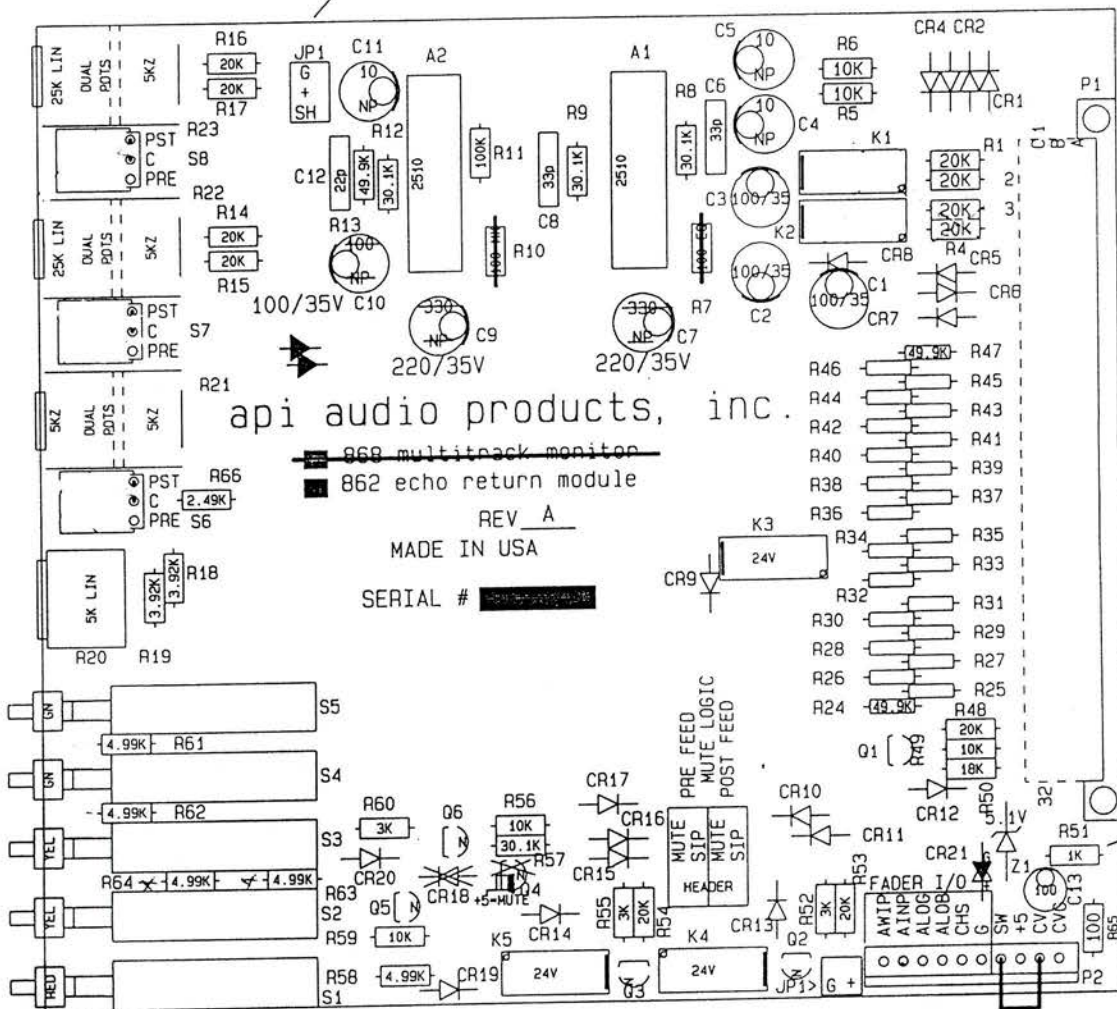 25K LIN
DUAL
POTS
5KZ
R16
20K
20K
R17
JP1
G
+
SH
C11
10
NP
A2
2510
A1
2510
C5
10
NP
R6
10K
10K
R5
CR4 CR2
CR1
P1
C
B
A
1
R23
PST
C
PRE
S8
R22
C12
22p
49.9K
R12
30.1K
100K
R11
33p
C8
R9
30.1K
R8
30.1K
C6
33p
10
NP
C4
K1
R1
20K
20K
2
C3
100/35
K2
20K
3
20K
R4
25K LIN
DUAL
POTS
5KZ
R14
20K
20K
R15
R13
100
NP
C10
100/35V
R10
R7
100/35
C2
CR8
100/35
C1
CR5
CR6
CR7
PST
C
PRE
S7
330
NP
C9
220/35V
330
NP
C7
220/35V
49.9K
R47
R46
R45
R44
R43
R42
R41
R40
R39
R38
R37
R36
R35
R34
R33
R32
R31
R30
R29
R28
R27
R26
R25
R24
49.9K
R21
5KZ
DUAL
POTS
5KZ
api audio products, inc.
868 multitrack monitor
862 echo return module
REV A
MADE IN USA
SERIAL #
PST
C
PRE
S6
R66
2.49K
K3
24V
CR9
5K LIN
3.92K
3.92K
R18
R20
R19
GN
S5
4.99K
R61
GN
S4
4.99K
R62
YEL
S3
R64
4.99K
4.99K
R63
YEL
S2
RED
S1
R60
3K
CR20
Q6
N
CR18
Q5
N
R59
10K
R58
4.99K
CR19
R56
10K
30.1K
R57
N
Q4
+5=MUTE
CR14
CR17
CR16
CR15
R55
3K
20K
R54
K5
24V
Q3
N
K4
24V
PRE FEED
MUTE LOGIC
POST FEED
MUTE
SIP
MUTE
SIP
HEADER
CR10
CR11
CR13
R52
3K
20K
R53
Q2
N
JP1>
G +
Q1
R49
R48
20K
10K
18K
R50
CR12
32
5.1V
Z1
CR21
G
R51
1K
100
C13
100
R65
FADER I/O
AWIP
AINP
ALOG
ALOB
CHS
G
SW
+5
CV
CVG
P2